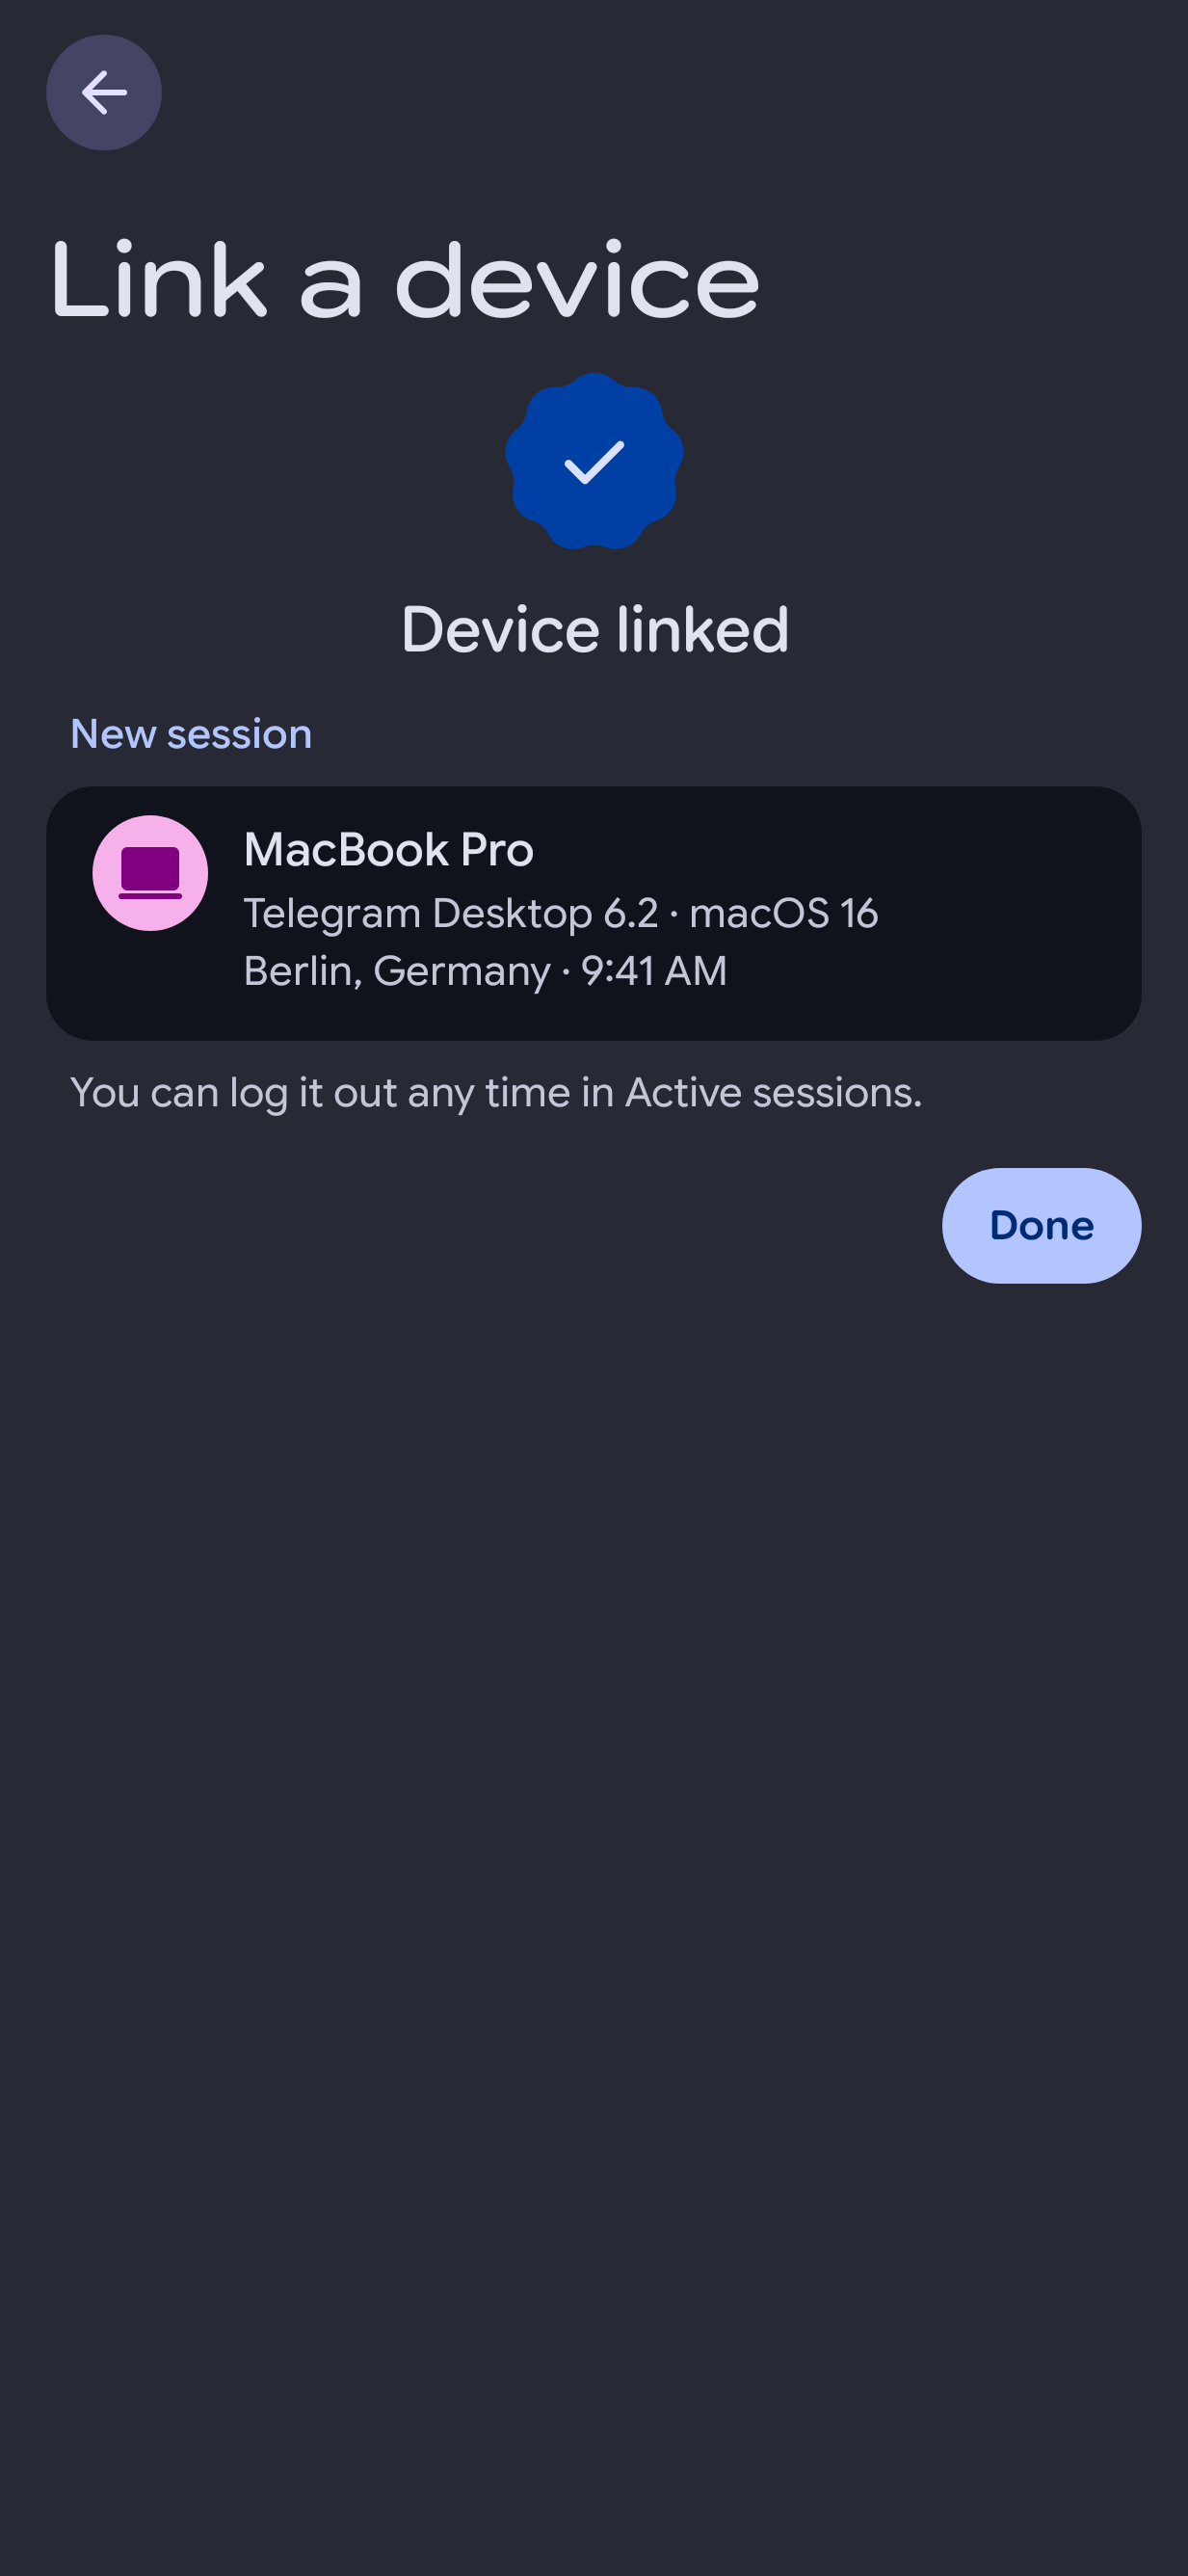 Link a device
Device linked
New session
MacBook Pro
Telegram Desktop 6.2 · macOS 16
Berlin, Germany · 9:41 AM
You can log it out any time in Active sessions.
Done